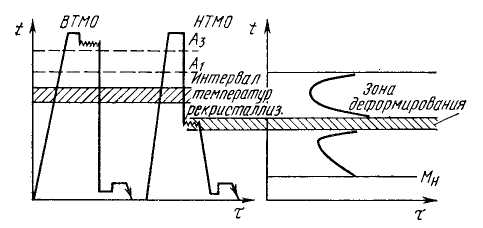 t
ВТМО
НТМО
A3
A1
Интервал
температур
рекристаллиз.
τ
t
Зона
деформирования
Mн
τ